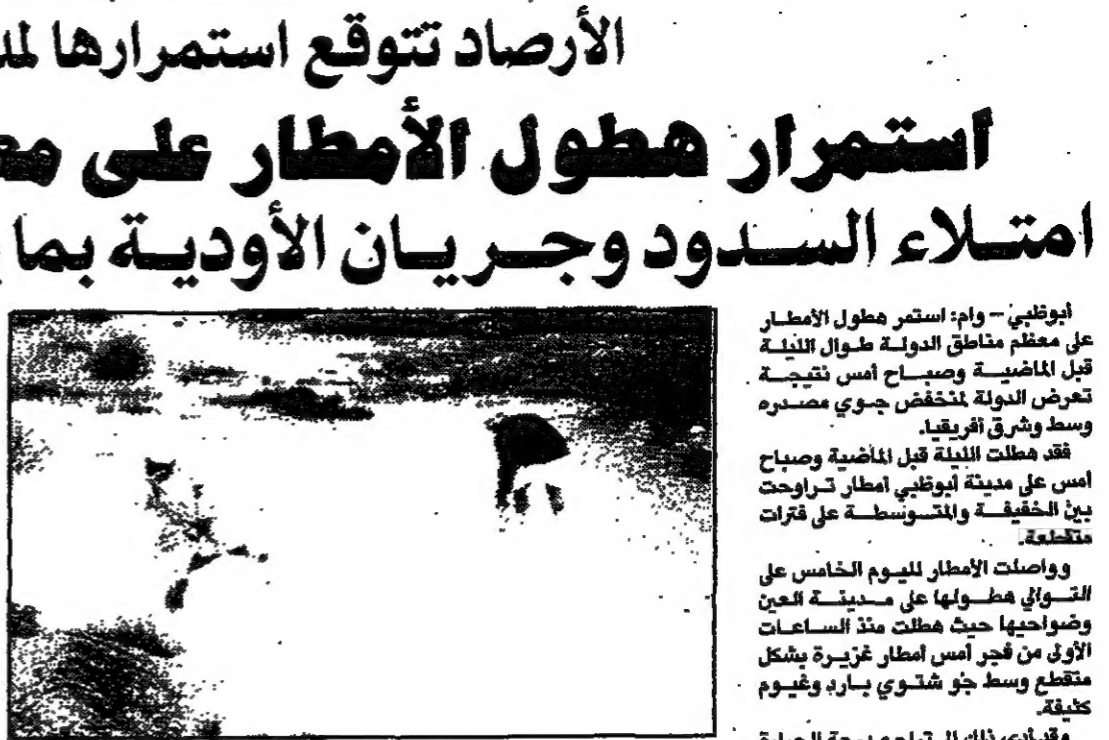 الأرصاد تتوقع استمرارها
استمرار هطول الأمطار على
امتلاء السدود وجريان الأودية بما
أبوظبي – وام: استمر هطول الأمطار
على معظم مناطق الدولة طوال الليلة
قبل الماضية وصباح أمس نتيجة
تعرض الدولة لمنخفض جوي مصدره
وسط وشرق أفريقيا.
فقد هطلت الليلة قبل الماضية وصباح
أمس على مدينة أبوظبي أمطار تراوحت
بين الخفيفة والمتوسطة على فترات
متقطعة.
وواصلت الأمطار لليوم الخامس على
التوالي هطولها على مدينة العين
وضواحيها حيث هطلت منذ الساعات
الأولى من فجر أمس أمطار غزيرة بشكل
متقطع وسط جو شتوي بارد وغيوم
كثيفة.